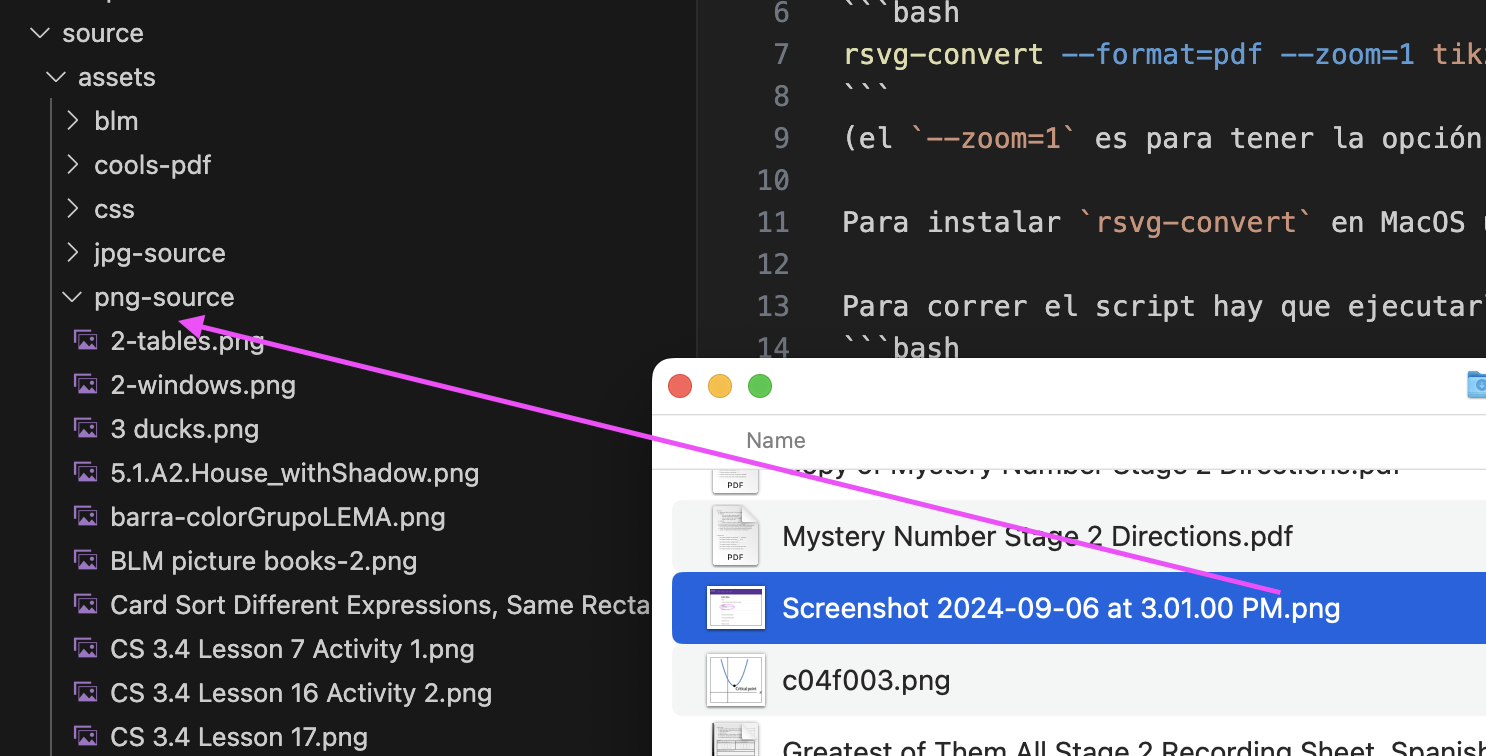 source
assets
blm
cools-pdf
css
jpg-source
png-source
2-tables.png
2-windows.png
3 ducks.png
5.1.A2.House_withShadow.png
barra-colorGrupoLEMA.png
BLM picture books-2.png
Card Sort Different Expressions, Same Recta
CS 3.4 Lesson 7 Activity 1.png
CS 3.4 Lesson 16 Activity 2.png
CS 3.4 Lesson 17.png
6 ```bash
7 rsvg-convert --format=pdf --zoom=1 tik
8 ```
9 (el `--zoom=1` es para tener la opción
10
11 Para instalar `rsvg-convert` en MacOS
12
13 Para correr el script hay que ejecutar
14 ```bash
Name
Copy of Mystery Number Stage 2 Directions.pdf
PDF
Mystery Number Stage 2 Directions.pdf
PDF
Screenshot 2024-09-06 at 3.01.00 PM.png
c04f003.png
Critical point
Greatest of Them All Stage 2 Recording Sheet, Spanish